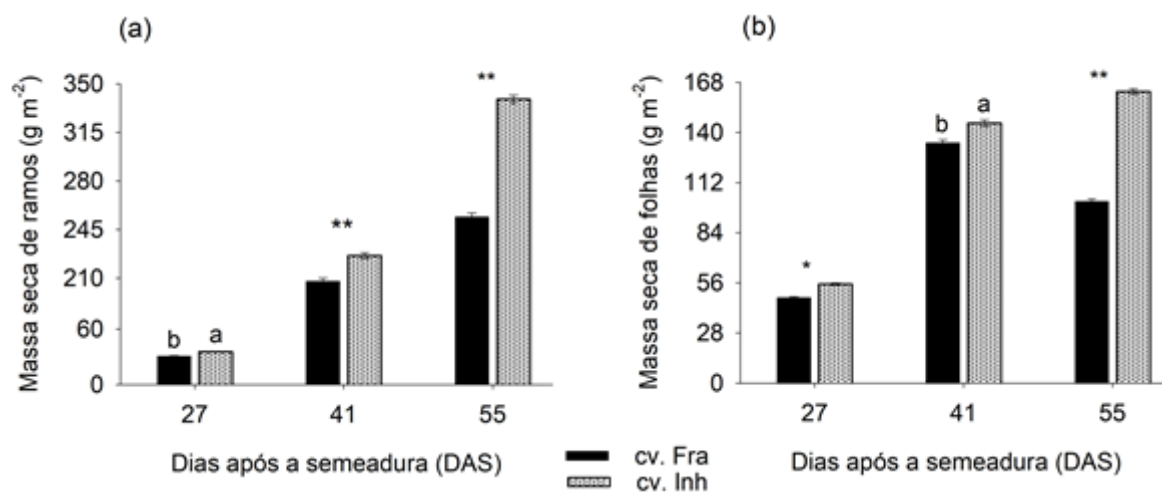 (a)
Massa seca de ramos (g m⁻²)
350
315
280
245
210
60
0
b a
**
**
27 41 55
Dias após a semeadura (DAS)
(b)
Massa seca de folhas (g m⁻²)
168
140
112
84
56
28
0
*
b a
**
27 41 55
Dias após a semeadura (DAS)
cv. Fra
cv. Inh